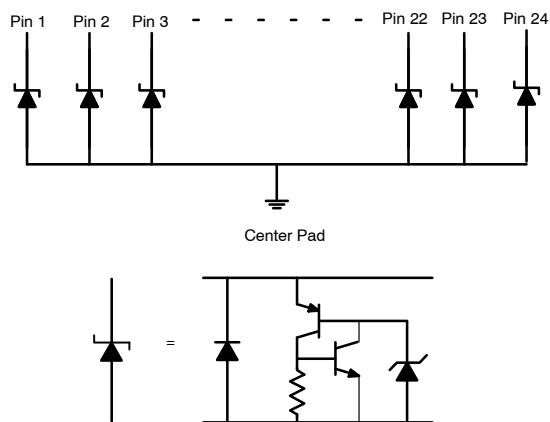 Pin 1 Pin 2 Pin 3 - - - - - - Pin 22 Pin 23 Pin 24
Center Pad
=